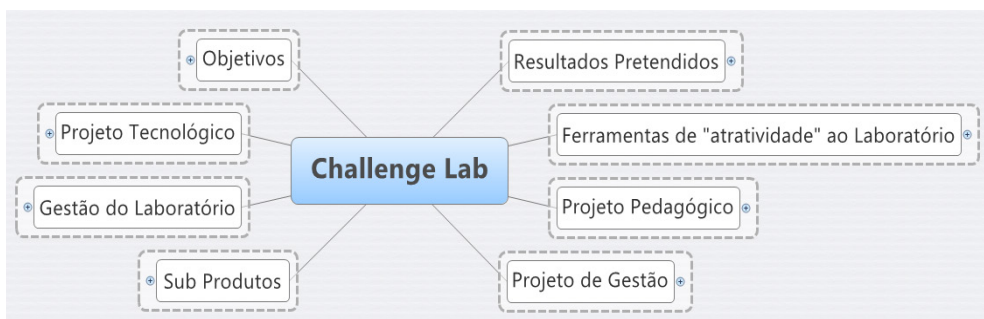 Objetivos
Resultados Pretendidos
Projeto Tecnológico
Ferramentas de "atratividade" ao Laboratório
Challenge Lab
Gestão do Laboratório
Projeto Pedagógico
Sub Produtos
Projeto de Gestão